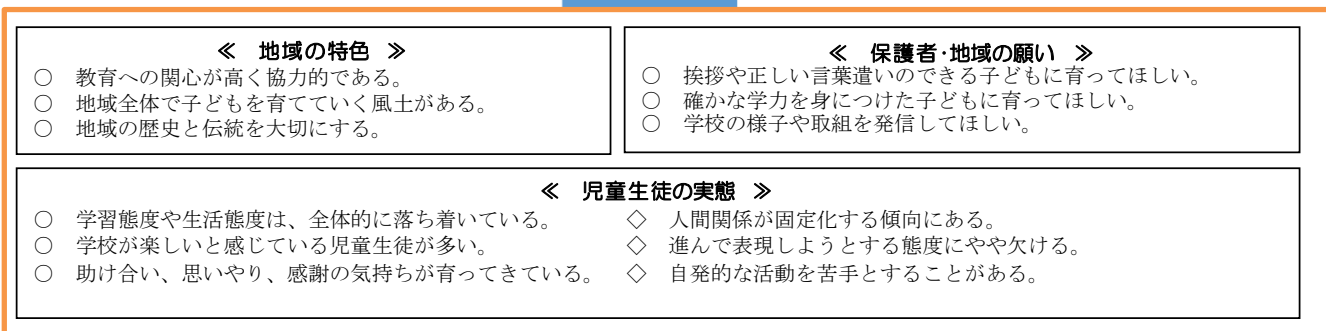 ≪ 地域の特色 ≫
○ 教育への関心が高く協力的である。
○ 地域全体で子どもを育てていく風土がある。
○ 地域の歴史と伝統を大切にする。
≪ 保護者・地域の願い ≫
○ 挨拶や正しい言葉遣いのできる子どもに育ってほしい。
○ 確かな学力を身につけた子どもに育ってほしい。
○ 学校の様子や取組を発信してほしい。
≪ 児童生徒の実態 ≫
○ 学習態度や生活態度は、全体的に落ち着いている。
○ 学校が楽しいと感じている児童生徒が多い。
○ 助け合い、思いやり、感謝の気持ちが育ってきている。
◇ 人間関係が固定化する傾向にある。
◇ 進んで表現しようとする態度にやや欠ける。
◇ 自発的な活動を苦手とすることがある。